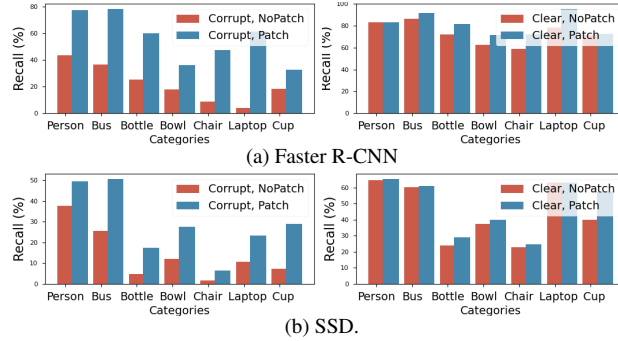 80
60
40
20
0
Recall (%)
Corrupt, NoPatch
Corrupt, Patch
Person Bus Bottle Bowl Chair Laptop Cup
Categories
100
80
60
40
20
0
Recall (%)
Clear, NoPatch
Clear, Patch
Person Bus Bottle Bowl Chair Laptop Cup
Categories
(a) Faster R-CNN
50
40
30
20
10
0
Recall (%)
Corrupt, NoPatch
Corrupt, Patch
Person Bus Bottle Bowl Chair Laptop Cup
Categories
60
50
40
30
20
10
0
Recall (%)
Clear, NoPatch
Clear, Patch
Person Bus Bottle Bowl Chair Laptop Cup
Categories
(b) SSD.